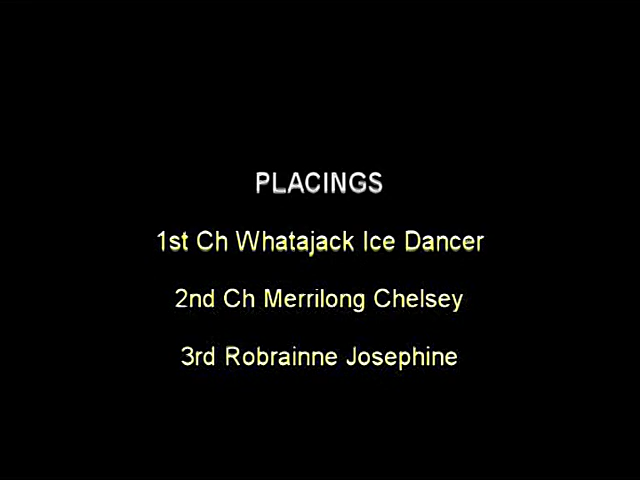 PLACINGS
1st Ch Whatajack Ice Dancer
2nd Ch Merrilong Chelsey
3rd Robrainne Josephine